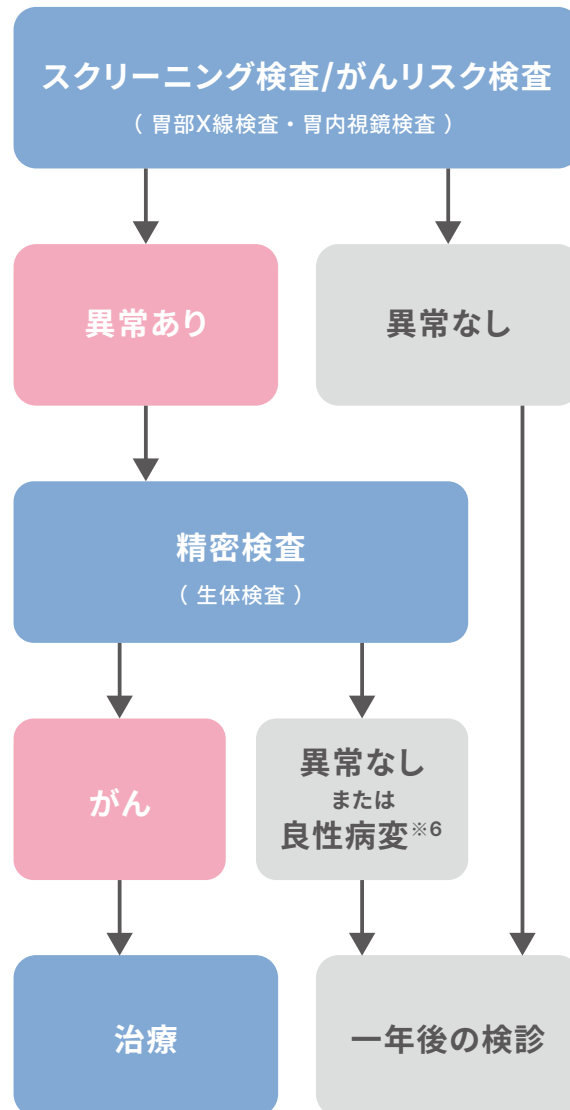 スクリーニング検査/がんリスク検査
（ 胃部X線検査・胃内視鏡検査 ）
異常あり
異常なし
精密検査
（ 生体検査 ）
がん
異常なし
または
良性病変※6
治療
一年後の検診